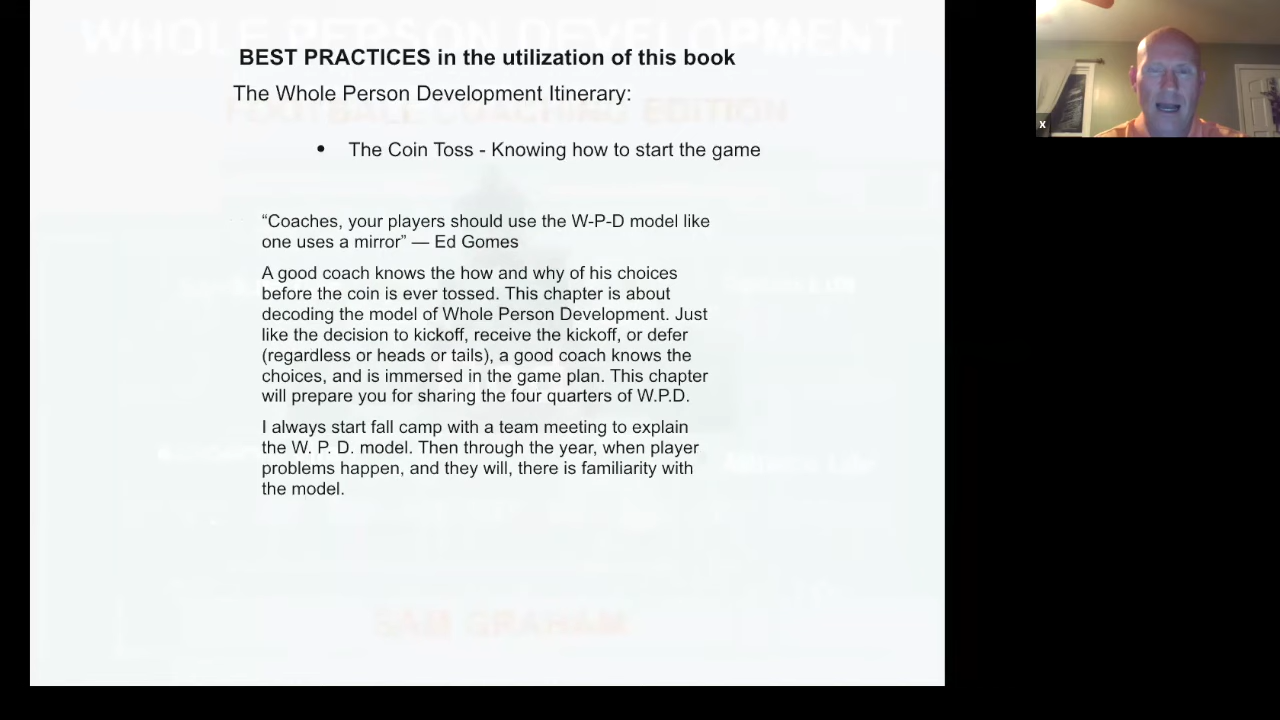 WHOLE PERSON DEVELOPMENT
BEST PRACTICES in the utilization of this book
The Whole Person Development Itinerary:
FOOTBALL COACHING EDITION
• The Coin Toss - Knowing how to start the game
“Coaches, your players should use the W-P-D model like
one uses a mirror” — Ed Gomes
A good coach knows the how and why of his choices
before the coin is ever tossed. This chapter is about
decoding the model of Whole Person Development. Just
like the decision to kickoff, receive the kickoff, or defer
(regardless or heads or tails), a good coach knows the
choices, and is immersed in the game plan. This chapter
will prepare you for sharing the four quarters of W.P.D.
I always start fall camp with a team meeting to explain
the W. P. D. model. Then through the year, when player
problems happen, and they will, there is familiarity with
the model.
SAM GRAHAM
x